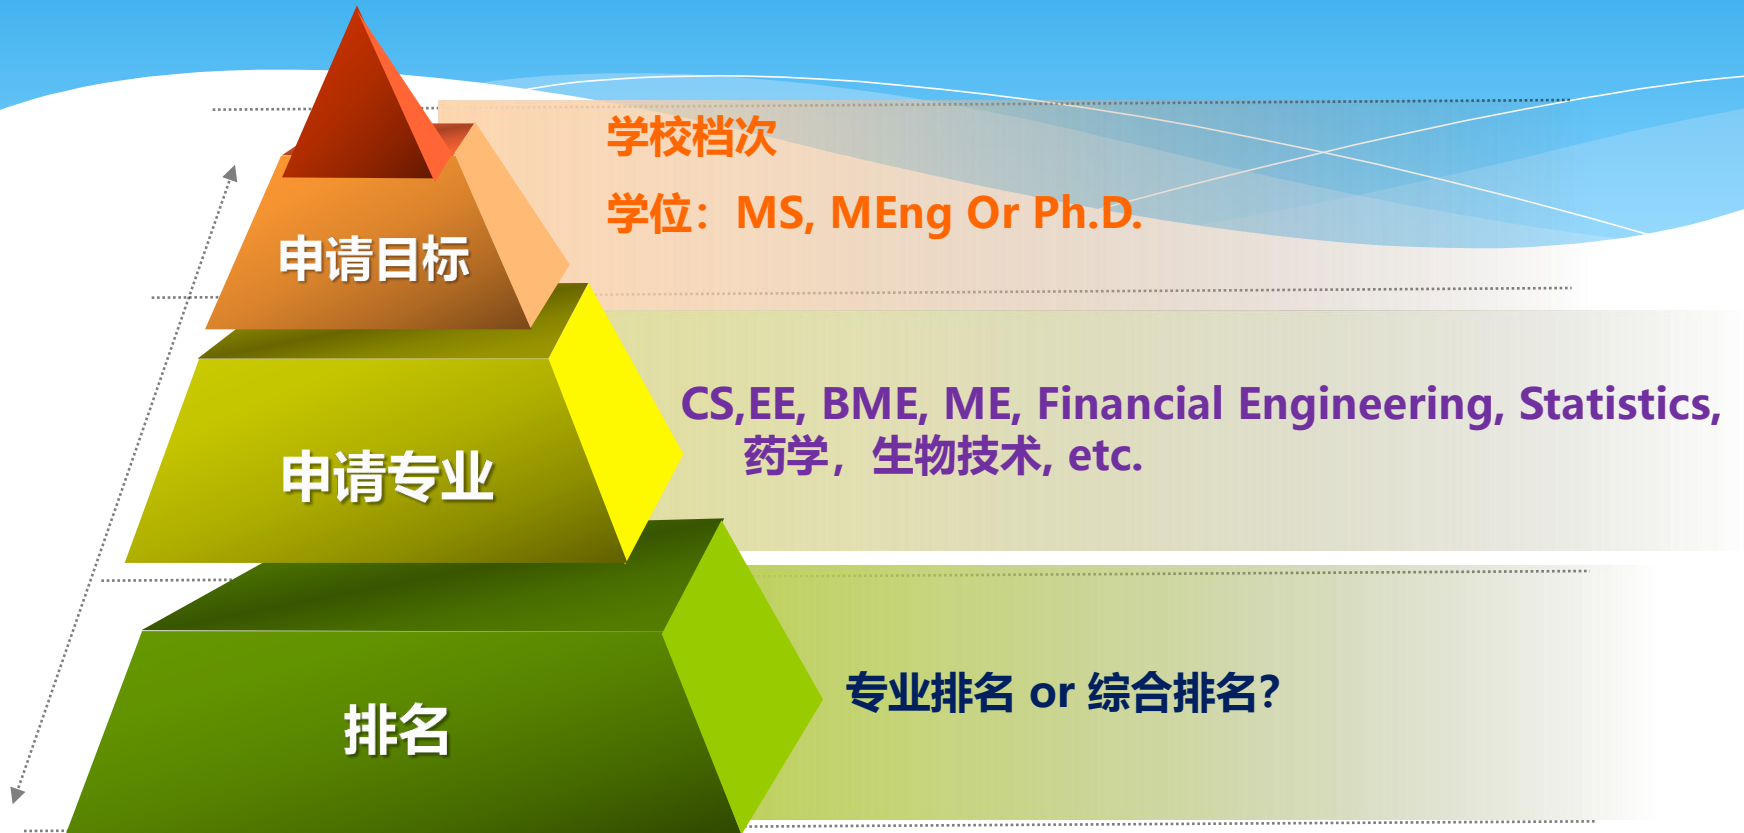 学校档次
学位：MS, MEng Or Ph.D.
申请目标
CS,EE, BME, ME, Financial Engineering, Statistics,
药学，生物技术, etc.
申请专业
专业排名 or 综合排名?
排名